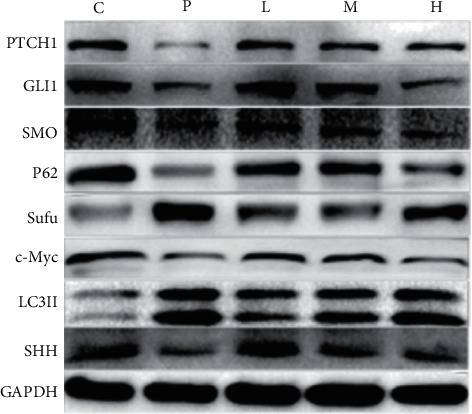 C P L M H
PTCH1
GLI1
SMO
P62
Sufu
c-Myc
LC3II
SHH
GAPDH